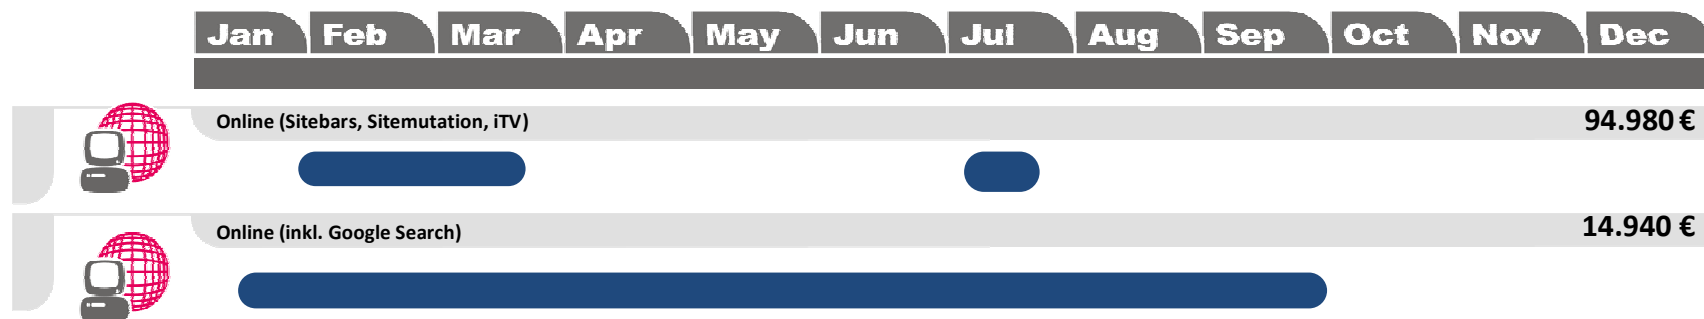 Jan Feb Mar Apr May Jun Jul Aug Sep Oct Nov Dec
Online (Sitebars, Sitemutation, iTV) 94.980 €
Online (inkl. Google Search) 14.940 €